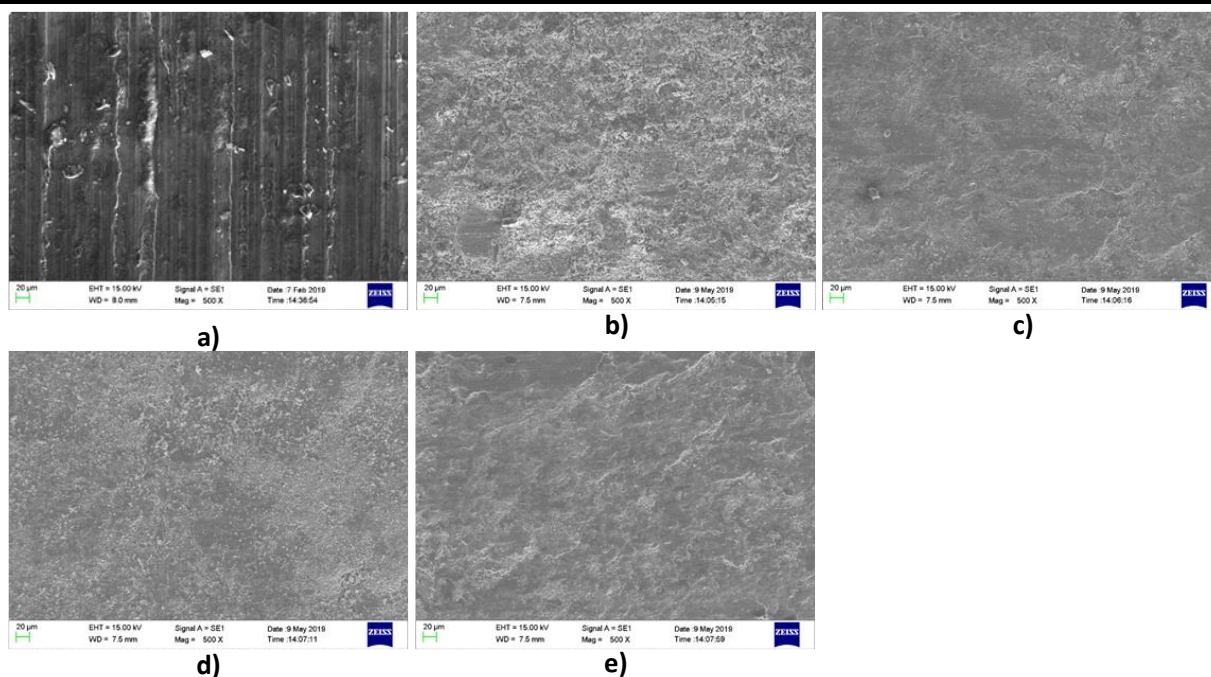 20 µm EHT = 15.00 kV Signal A = SE1 Date :7 Feb 2019 ZEISS
WD = 8.0 mm Mag = 500 X Time :14:36:54
a)
20 µm EHT = 15.00 kV Signal A = SE1 Date :9 May 2019 ZEISS
WD = 7.5 mm Mag = 500 X Time :14:05:15
b)
20 µm EHT = 15.00 kV Signal A = SE1 Date :9 May 2019 ZEISS
WD = 7.5 mm Mag = 500 X Time :14:06:16
c)
20 µm EHT = 15.00 kV Signal A = SE1 Date :9 May 2019 ZEISS
WD = 7.5 mm Mag = 500 X Time :14:07:11
d)
20 µm EHT = 15.00 kV Signal A = SE1 Date :9 May 2019 ZEISS
WD = 7.5 mm Mag = 500 X Time :14:07:59
e)